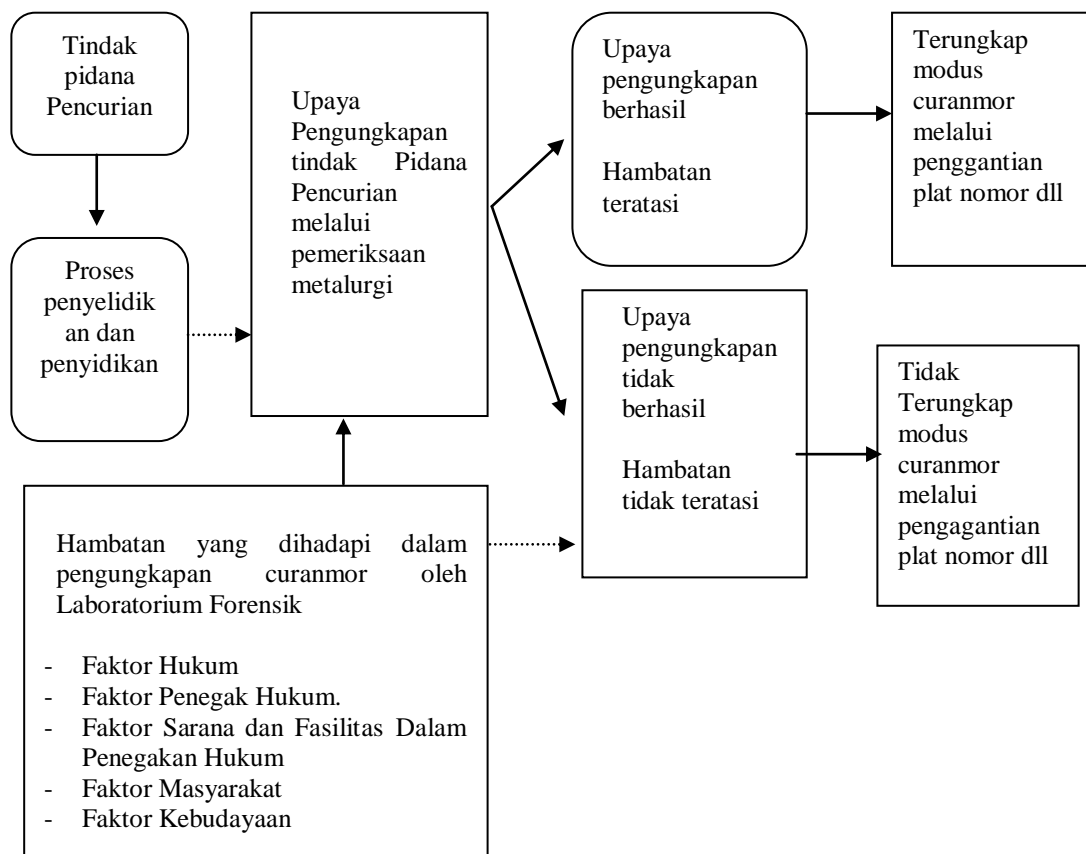 Tindak
pidana
Pencurian
Proses
penyelidik
an dan
penyidikan
Upaya
Pengungkapan
tindak Pidana
Pencurian
melalui
pemeriksaan
metalurgi
Upaya
pengungkapan
berhasil
Hambatan
teratasi
Terungkap
modus
curanmor
melalui
penggantian
plat nomor dll
Upaya
pengungkapan
tidak
berhasil
Hambatan
tidak teratasi
Tidak
Terungkap
modus
curanmor
melalui
pengagantian
plat nomor dll
Hambatan yang dihadapi dalam
pengungkapan curanmor oleh
Laboratorium Forensik
- Faktor Hukum
- Faktor Penegak Hukum.
- Faktor Sarana dan Fasilitas Dalam
Penegakan Hukum
- Faktor Masyarakat
- Faktor Kebudayaan